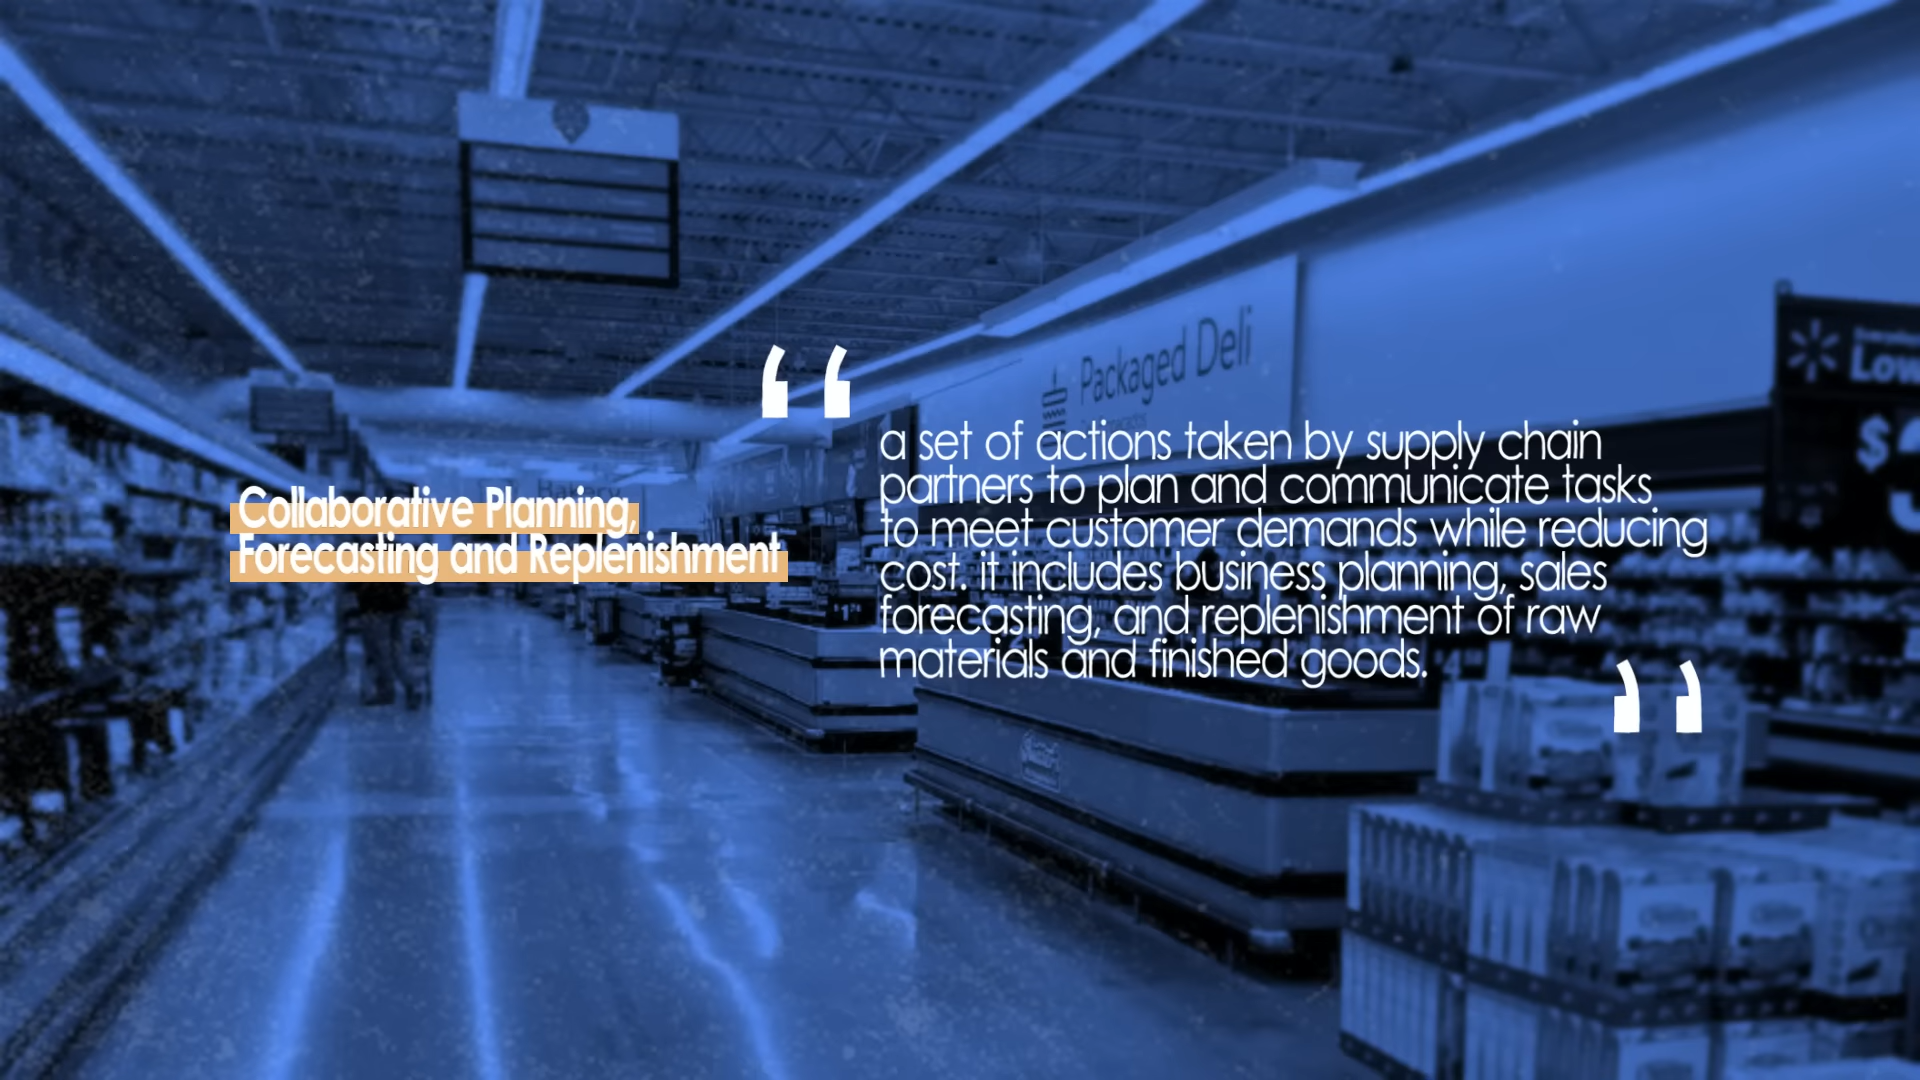 Packaged Deli
Low
$
Collaborative Planning,
Forecasting and Replenishment
a set of actions taken by supply chain
partners to plan and communicate tasks
to meet customer demands while reducing
cost. it includes business planning, sales
forecasting, and replenishment of raw
materials and finished goods.